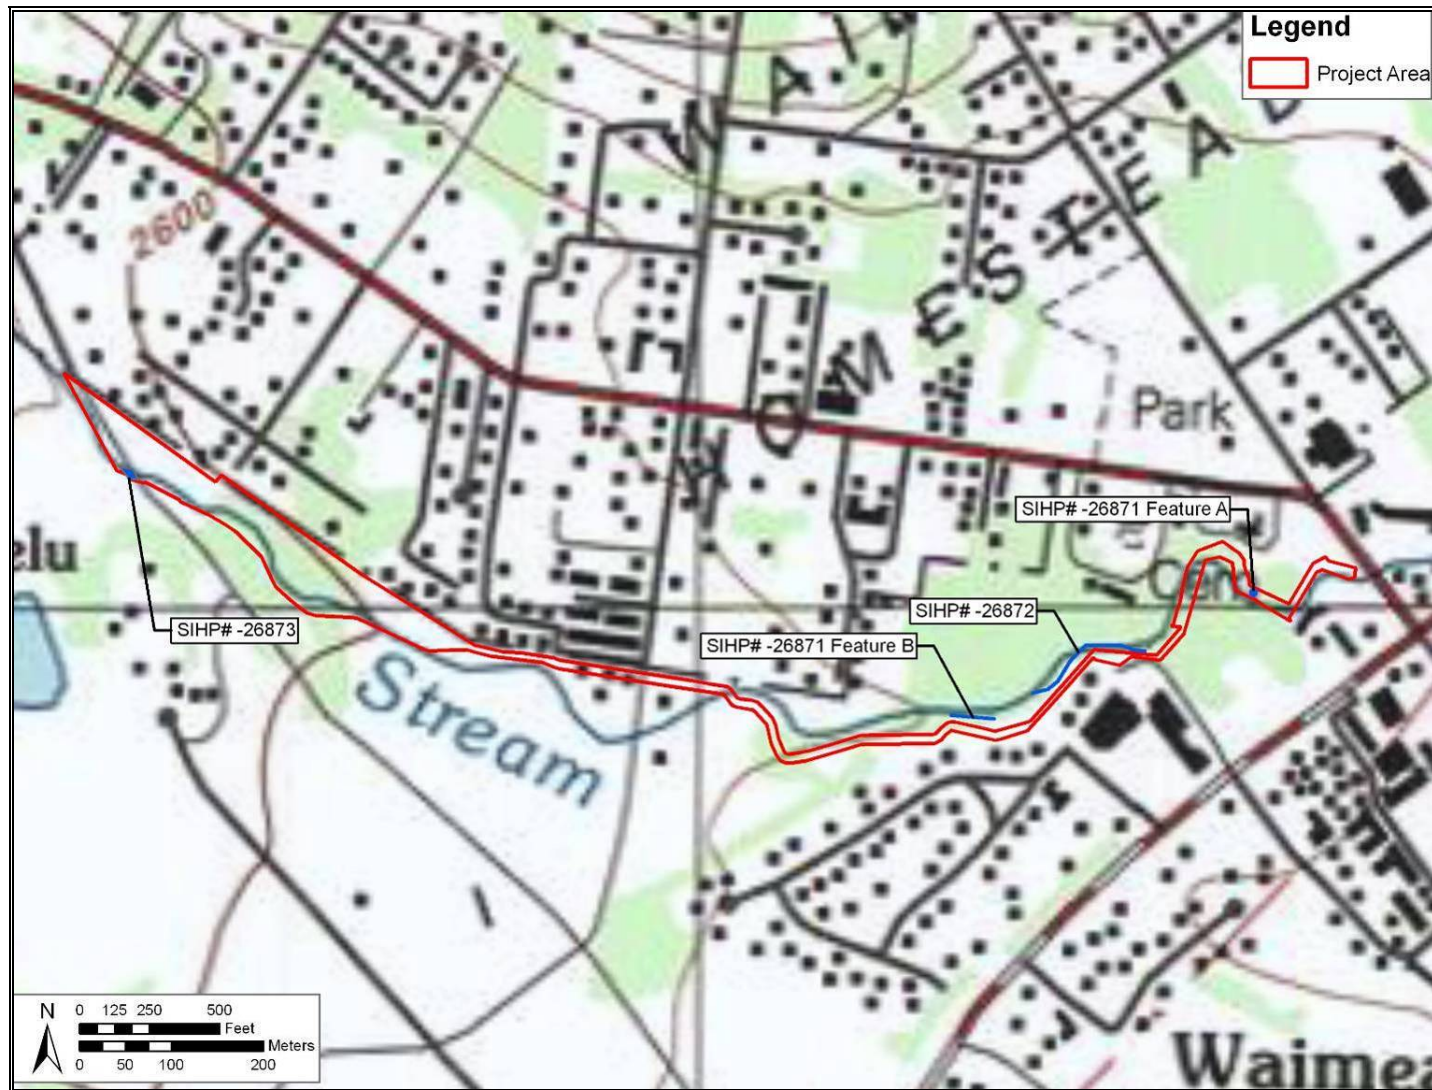 Legend
Project Area
2600
HOMESTEAD
Park
SIHP# -26871 Feature A
elu
SIHP# -26873
SIHP# -26872
SIHP# -26871 Feature B
Stream
N
0 125 250 500
Feet
Meters
0 50 100 200
Waimea